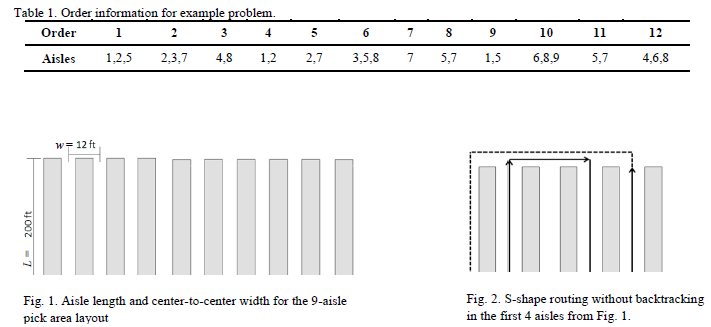 Table 1. Order information for example problem.
Order 1 2 3 4 5 6 7 8 9 10 11 12
Aisles 1,2,5 2,3,7 4,8 1,2 2,7 3,5,8 7 5,7 1,5 6,8,9 5,7 4,6,8
w= 12 ft
L = 200 ft
Fig. 1. Aisle length and center-to-center width for the 9-aisle
pick area layout
Fig. 2. S-shape routing without backtracking
in the first 4 aisles from Fig. 1.